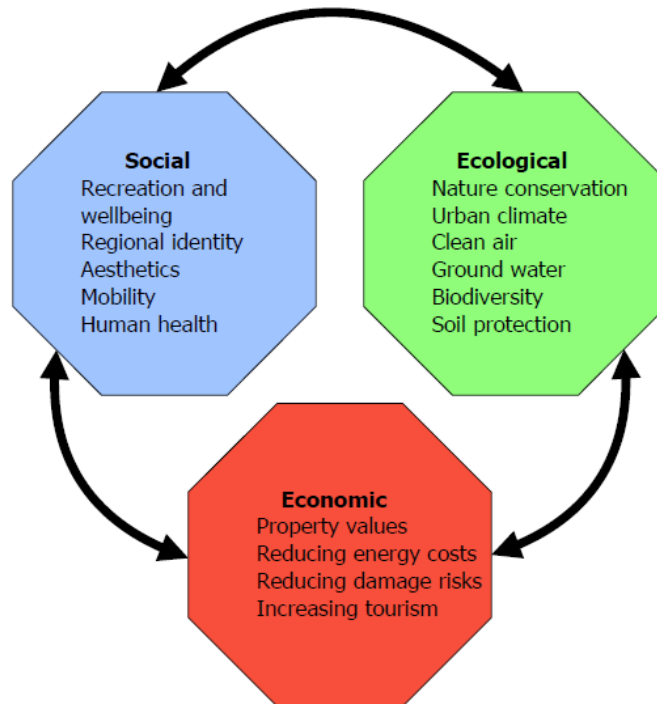 Social
Recreation and
wellbeing
Regional identity
Aesthetics
Mobility
Human health
Ecological
Nature conservation
Urban climate
Clean air
Ground water
Biodiversity
Soil protection
Economic
Property values
Reducing energy costs
Reducing damage risks
Increasing tourism